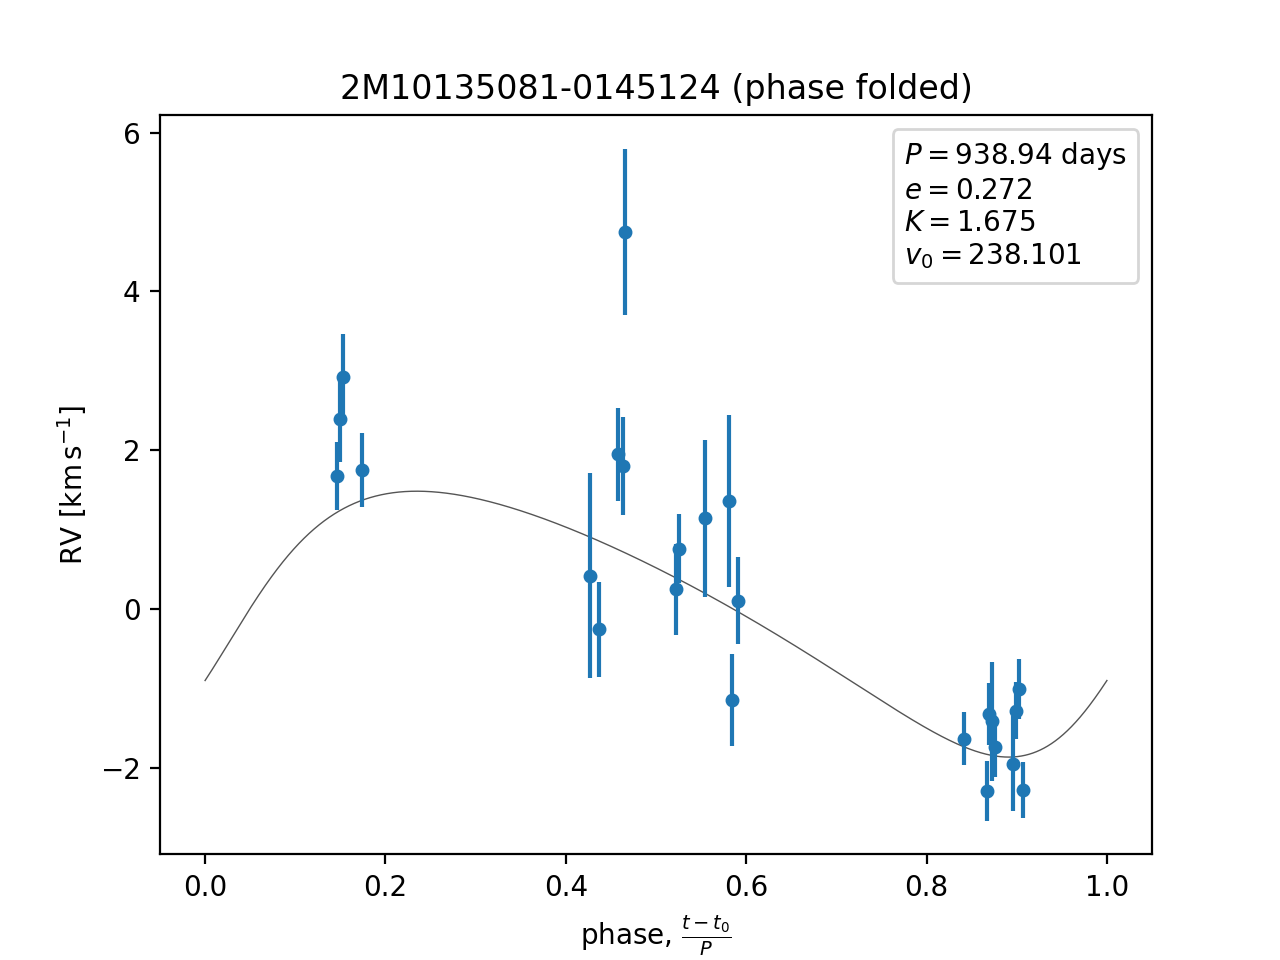 2M10135081-0145124 (phase folded)
P = 938.94 days
e = 0.272
K = 1.675
v₀ = 238.101
RV [km s⁻¹]
6
4
2
0
−2
0.0 0.2 0.4 0.6 0.8 1.0
phase, (t − t₀)/P